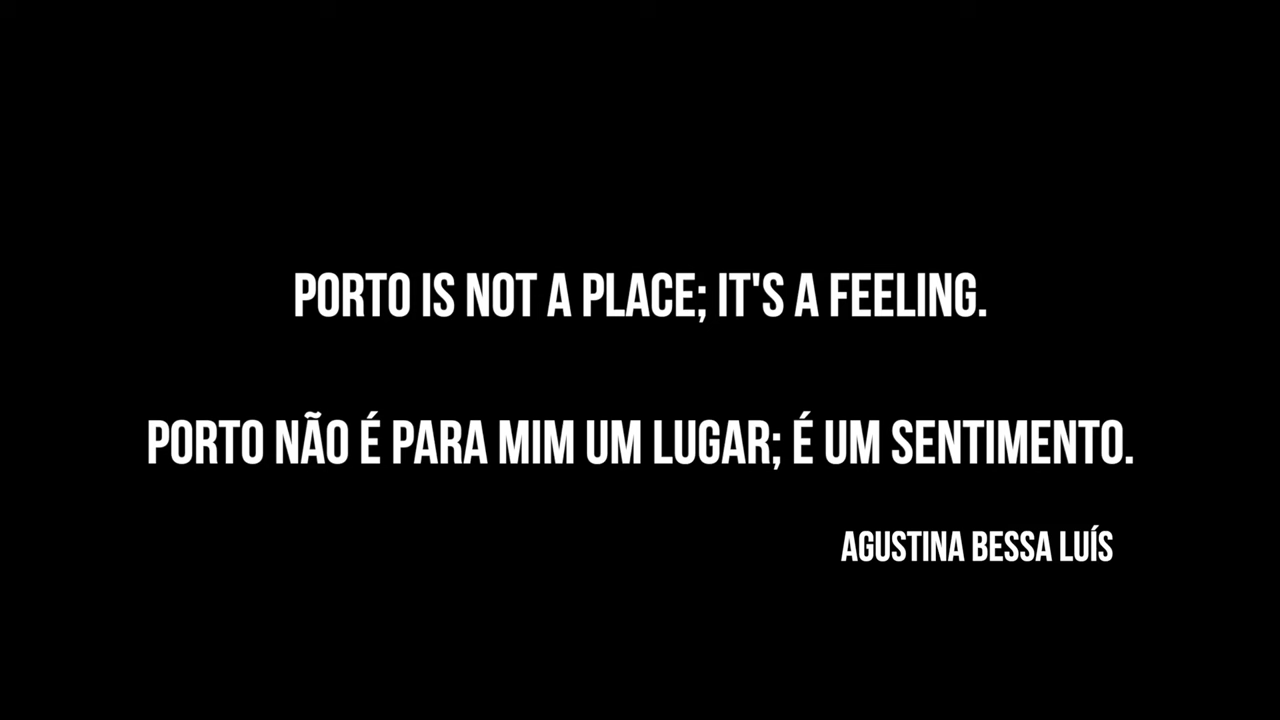 PORTO IS NOT A PLACE; IT'S A FEELING.
PORTO NÃO É PARA MIM UM LUGAR; É UM SENTIMENTO.
AGUSTINA BESSA LUÍS